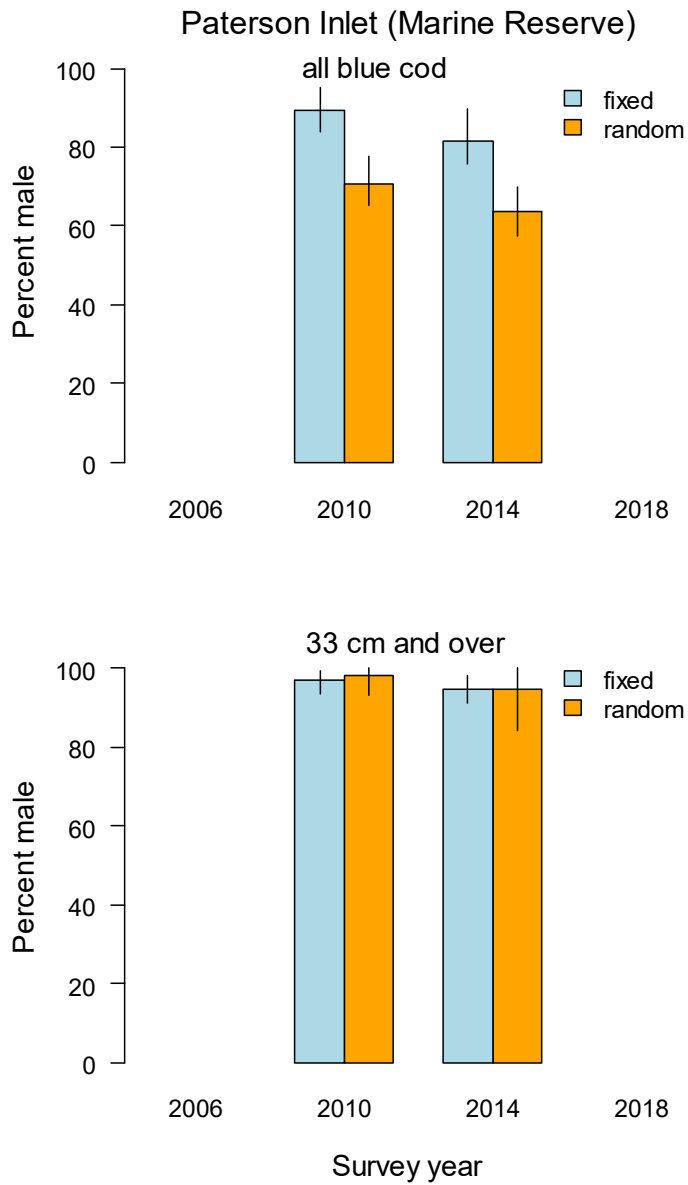 Paterson Inlet (Marine Reserve)
all blue cod
fixed
random
Percent male
100
80
60
40
20
0
2006 2010 2014 2018
33 cm and over
fixed
random
Percent male
100
80
60
40
20
0
2006 2010 2014 2018
Survey year